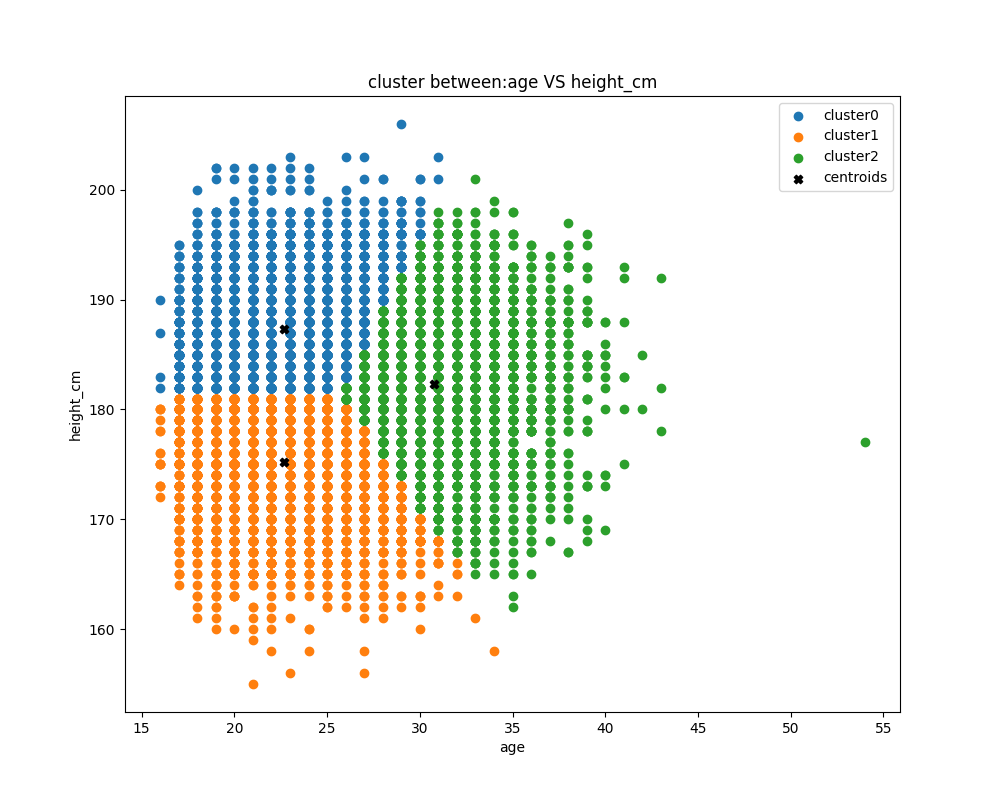 cluster between:age VS height_cm
cluster0
cluster1
cluster2
centroids
height_cm
200
190
180
170
160
15 20 25 30 35 40 45 50 55
age